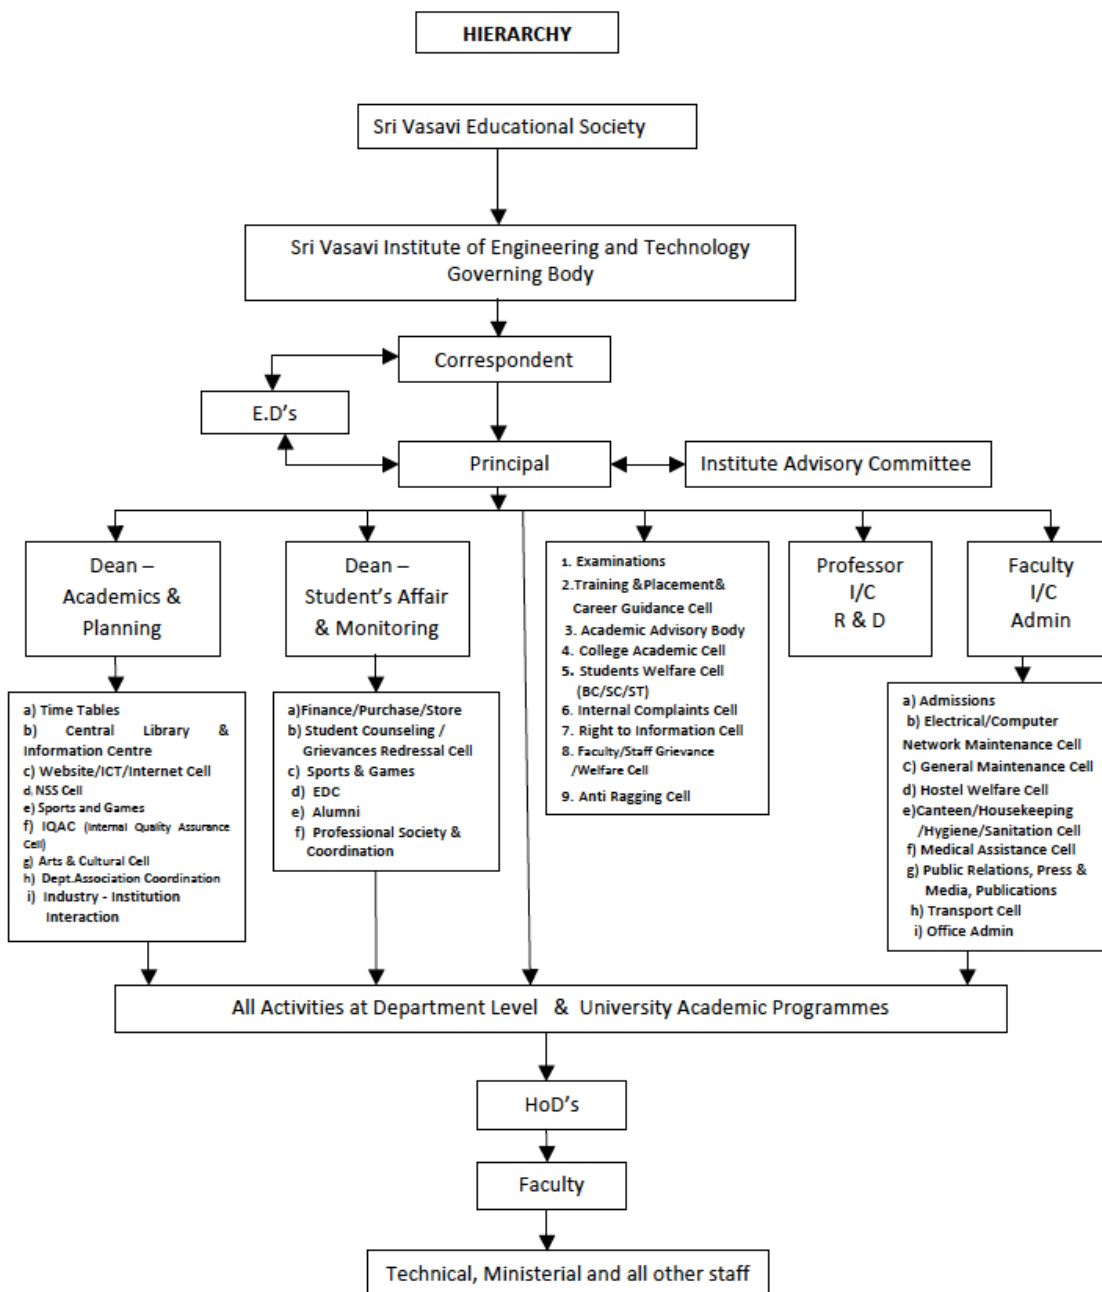 HIERARCHY
Sri Vasavi Educational Society
Sri Vasavi Institute of Engineering and Technology
Governing Body
Correspondent
E.D's
Principal
Institute Advisory Committee
Dean –
Academics &
Planning
Dean –
Student's Affair
& Monitoring
1. Examinations
2.Training &Placement&
Career Guidance Cell
3. Academic Advisory Body
4. College Academic Cell
5. Students Welfare Cell
(BC/SC/ST)
6. Internal Complaints Cell
7. Right to Information Cell
8. Faculty/Staff Grievance
/Welfare Cell
9. Anti Ragging Cell
Professor
I/C
R & D
Faculty
I/C
Admin
a) Time Tables
b) Central Library &
Information Centre
c) Website/ICT/Internet Cell
d. NSS Cell
e) Sports and Games
f) IQAC (Internal Quality Assurance
Cell)
g) Arts & Cultural Cell
h) Dept.Association Coordination
i) Industry - Institution
Interaction
a)Finance/Purchase/Store
b) Student Counseling /
Grievances Redressal Cell
c) Sports & Games
d) EDC
e) Alumni
f) Professional Society &
Coordination
a) Admissions
b) Electrical/Computer
Network Maintenance Cell
C) General Maintenance Cell
d) Hostel Welfare Cell
e)Canteen/Housekeeping
/Hygiene/Sanitation Cell
f) Medical Assistance Cell
g) Public Relations, Press &
Media, Publications
h) Transport Cell
i) Office Admin
All Activities at Department Level & University Academic Programmes
HoD's
Faculty
Technical, Ministerial and all other staff